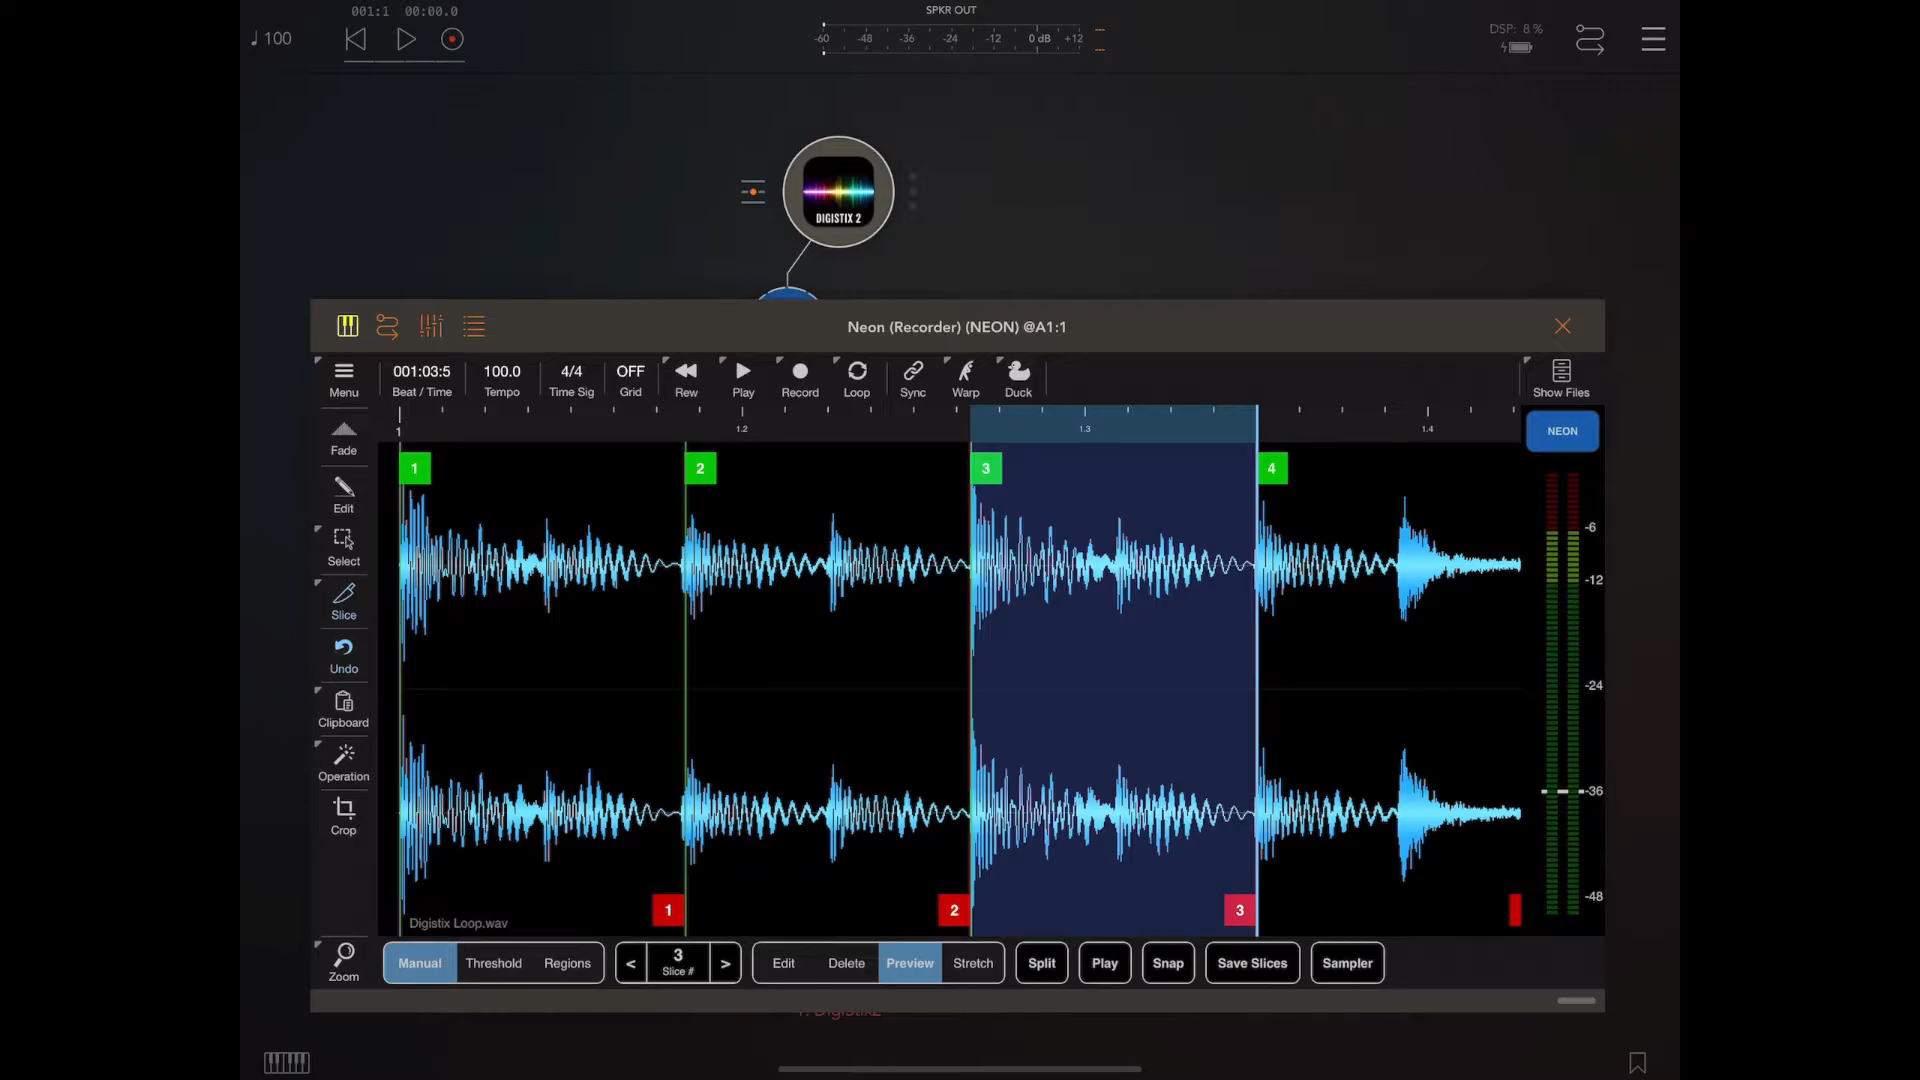 001:1 00:00.0
SPKR OUT
♩ 100
-60 -48 -36 -24 -12 0 dB +12
DSP: 8 %
DIGISTIX 2
Neon (Recorder) (NEON) @A1:1
001:03:5 100.0 4/4 OFF
Menu Beat / Time Tempo Time Sig Grid Rew Play Record Loop Sync Warp Duck Show Files
1 1.2 1.3 1.4
NEON
Fade
1 2 3 4
Edit
-6
Select
-12
Slice
Undo
-24
Clipboard
Operation
-36
Crop
-48
1 2 3
Digistix Loop.wav
Zoom
Manual Threshold Regions < 3 > Edit Delete Preview Stretch Split Play Snap Save Slices Sampler
Slice #